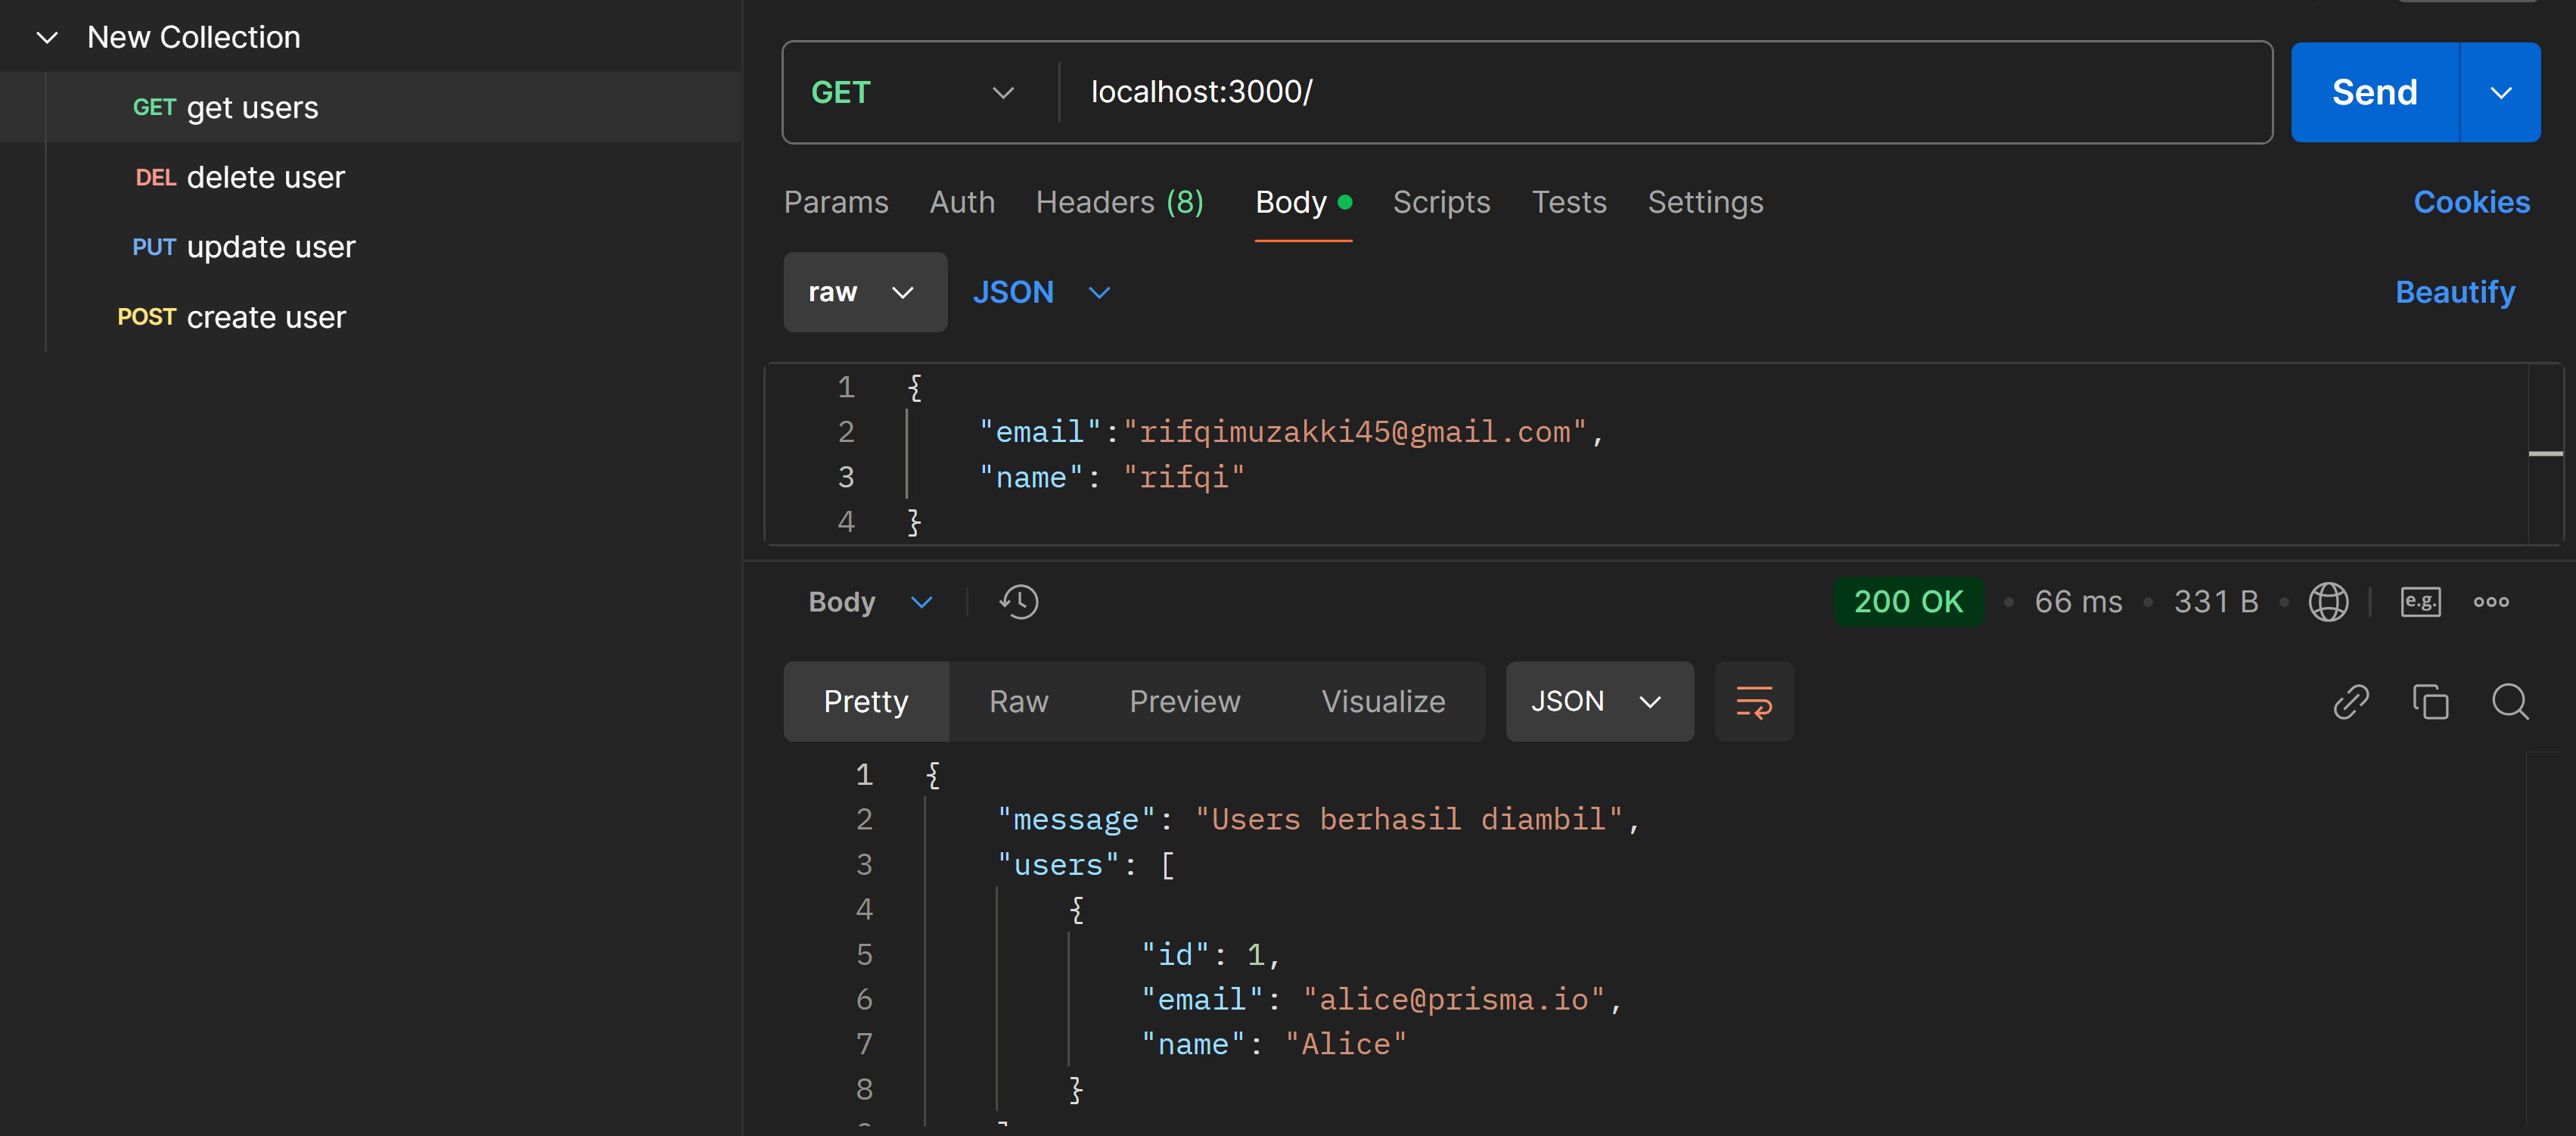 New Collection
GET get users
DEL delete user
PUT update user
POST create user
GET localhost:3000/ Send
Params Auth Headers (8) Body Scripts Tests Settings Cookies
raw JSON Beautify
1 {
2 "email":"rifqimuzakki45@gmail.com",
3 "name": "rifqi"
4 }
Body 200 OK • 66 ms • 331 B • e.g.
Pretty Raw Preview Visualize JSON
1 {
2 "message": "Users berhasil diambil",
3 "users": [
4 {
5 "id": 1,
6 "email": "alice@prisma.io",
7 "name": "Alice"
8 }